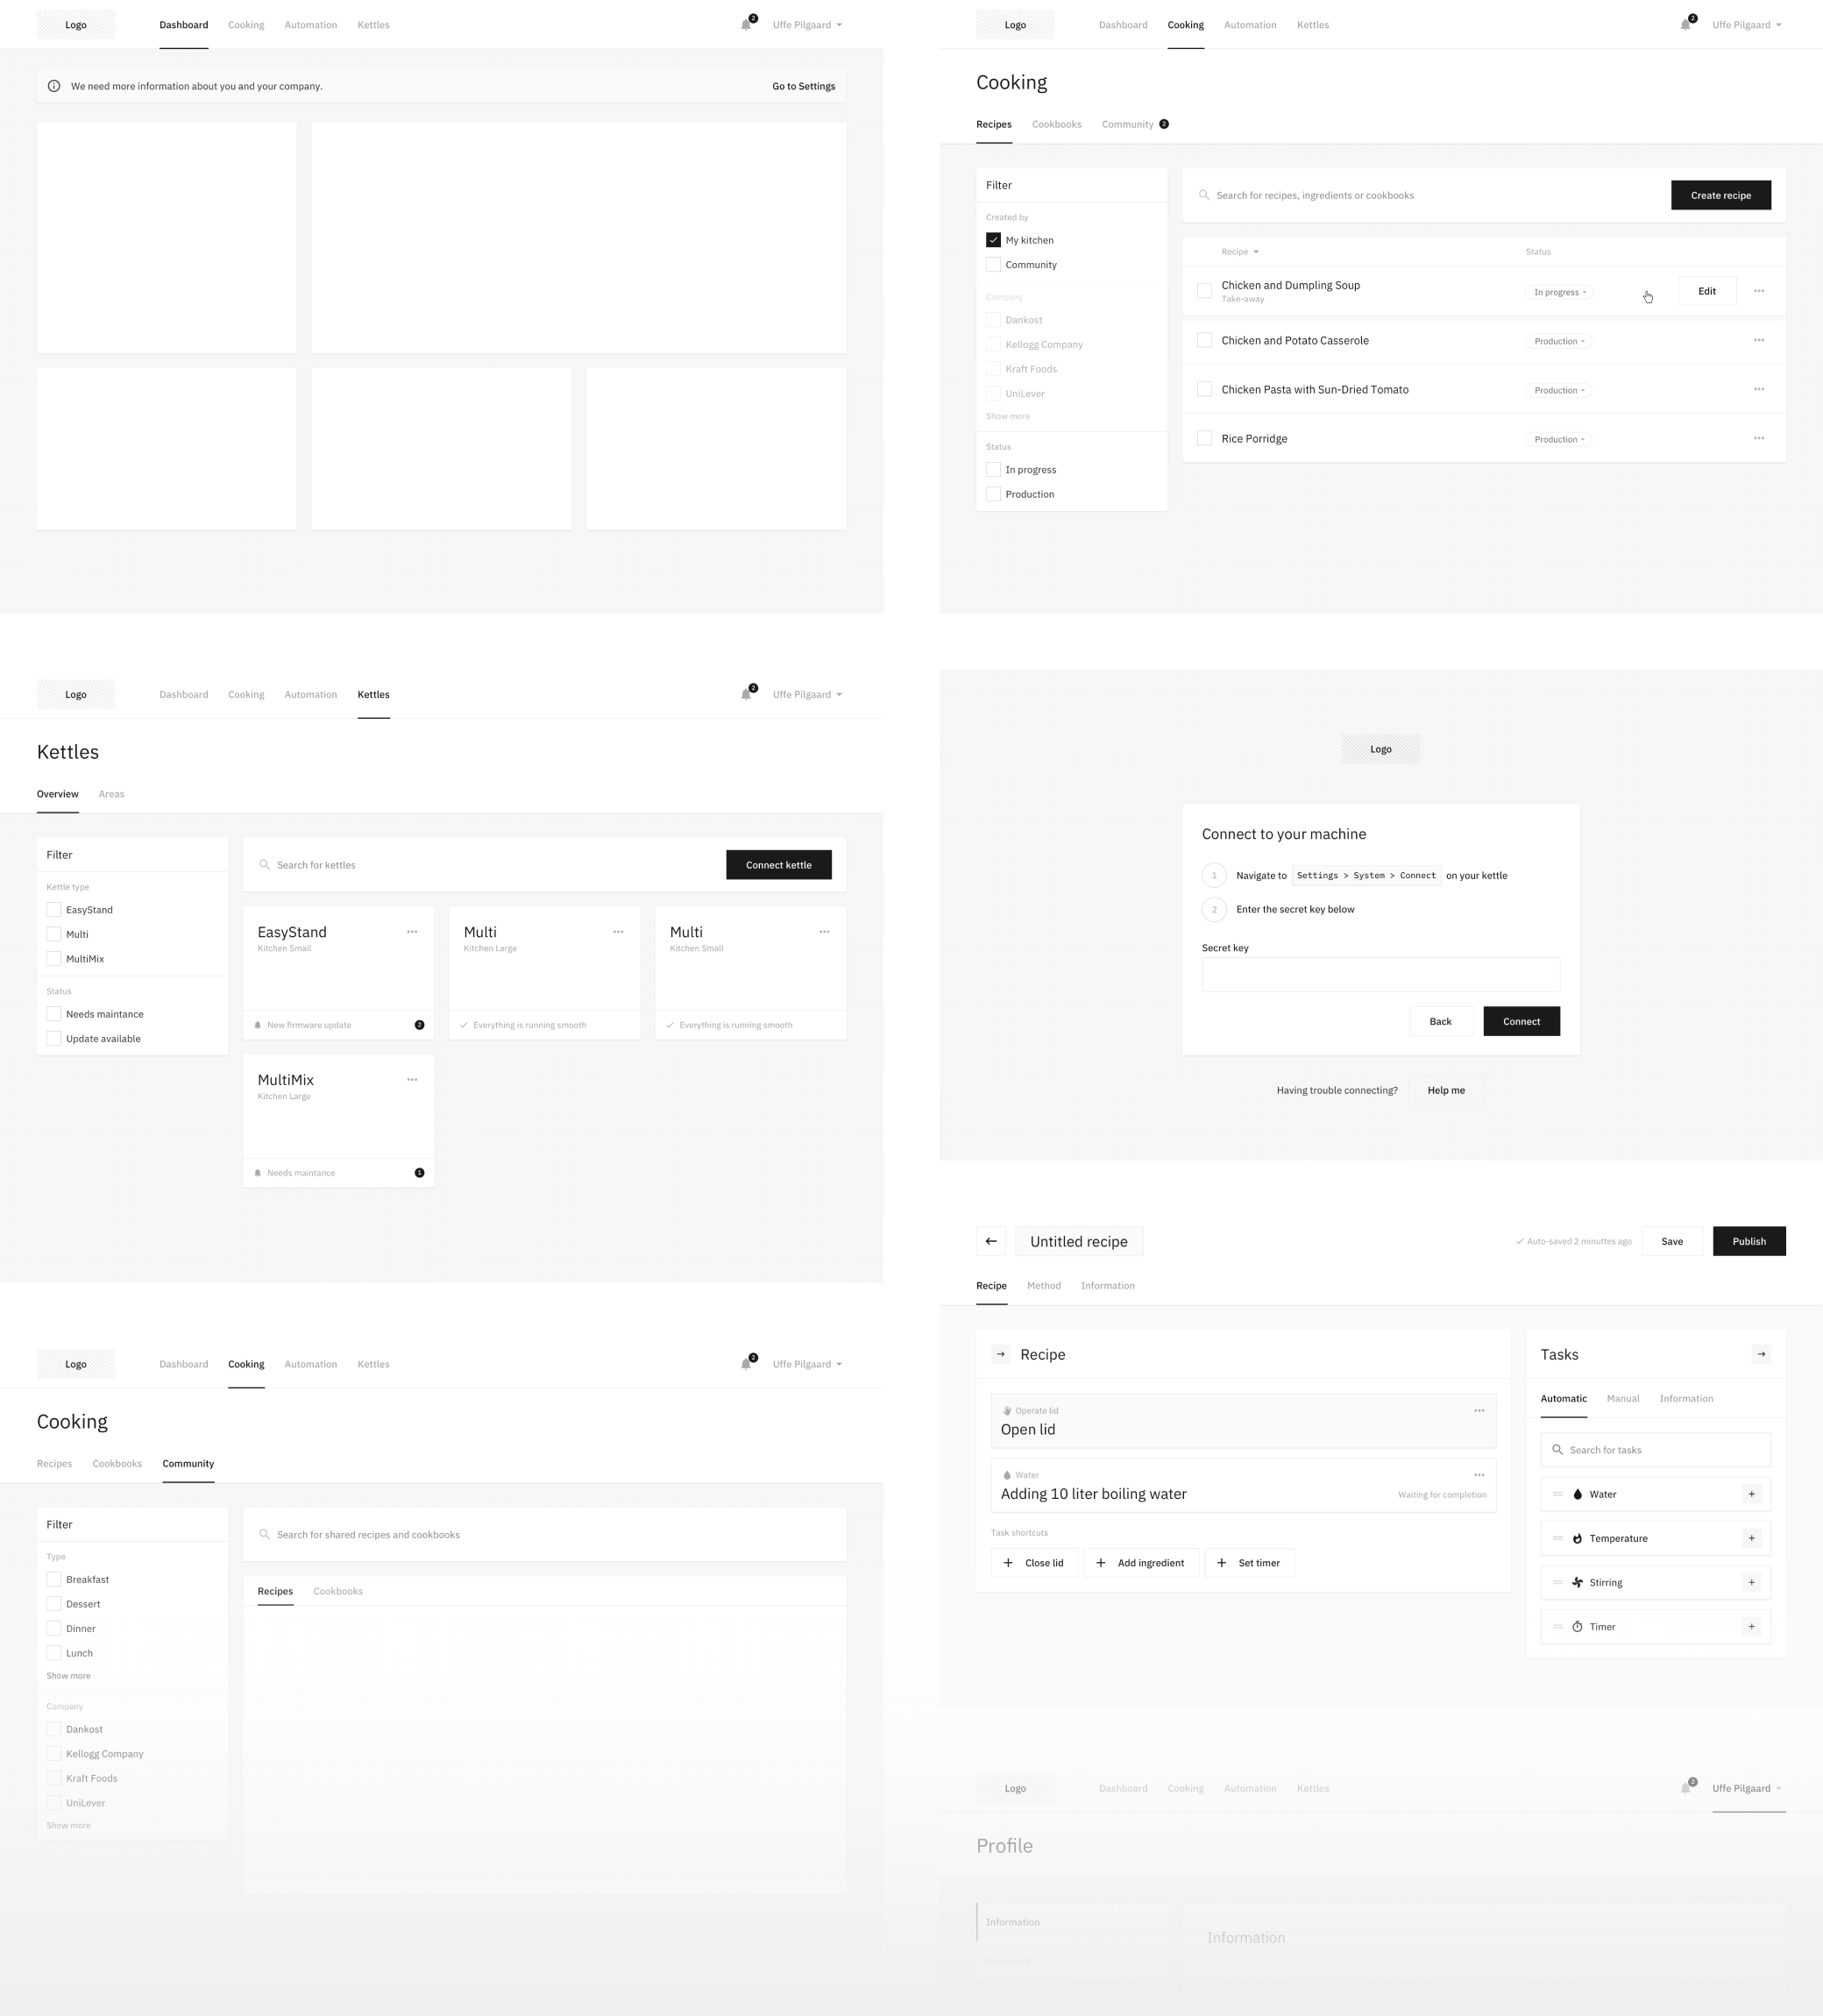 Logo Dashboard Cooking Automation Kettles 2 Uffe Pilgaard
We need more information about you and your company. Go to Settings
Logo Dashboard Cooking Automation Kettles 2 Uffe Pilgaard
Cooking
Recipes Cookbooks Community 2
Filter
Created by
My kitchen
Community
Company
Dankost
Kellogg Company
Kraft Foods
UniLever
Show more
Status
In progress
Production
Search for recipes, ingredients or cookbooks Create recipe
Recipe Status
Chicken and Dumpling Soup In progress Edit
Take-away
Chicken and Potato Casserole Production
Chicken Pasta with Sun-Dried Tomato Production
Rice Porridge Production
Logo Dashboard Cooking Automation Kettles 2 Uffe Pilgaard
Kettles
Overview Areas
Filter
Kettle type
EasyStand
Multi
MultiMix
Status
Needs maintance
Update available
Search for kettles Connect kettle
EasyStand
Kitchen Small
New firmware update 2
Multi
Kitchen Large
Everything is running smooth
Multi
Kitchen Small
Everything is running smooth
MultiMix
Kitchen Large
Needs maintance 1
Logo
Connect to your machine
1 Navigate to Settings > System > Connect on your kettle
2 Enter the secret key below
Secret key
Back Connect
Having trouble connecting? Help me
Untitled recipe Auto-saved 2 minuttes ago Save Publish
Recipe Method Information
Recipe
Operate lid
Open lid
Water
Adding 10 liter boiling water Waiting for completion
Task shortcuts
Close lid Add ingredient Set timer
Tasks
Automatic Manual Information
Search for tasks
Water
Temperature
Stirring
Timer
Logo Dashboard Cooking Automation Kettles 2 Uffe Pilgaard
Cooking
Recipes Cookbooks Community
Filter
Type
Breakfast
Dessert
Dinner
Lunch
Show more
Company
Dankost
Kellogg Company
Kraft Foods
UniLever
Show more
Search for shared recipes and cookbooks
Recipes Cookbooks
Logo Dashboard Cooking Automation Kettles 2 Uffe Pilgaard
Profile
Information
Password
Information